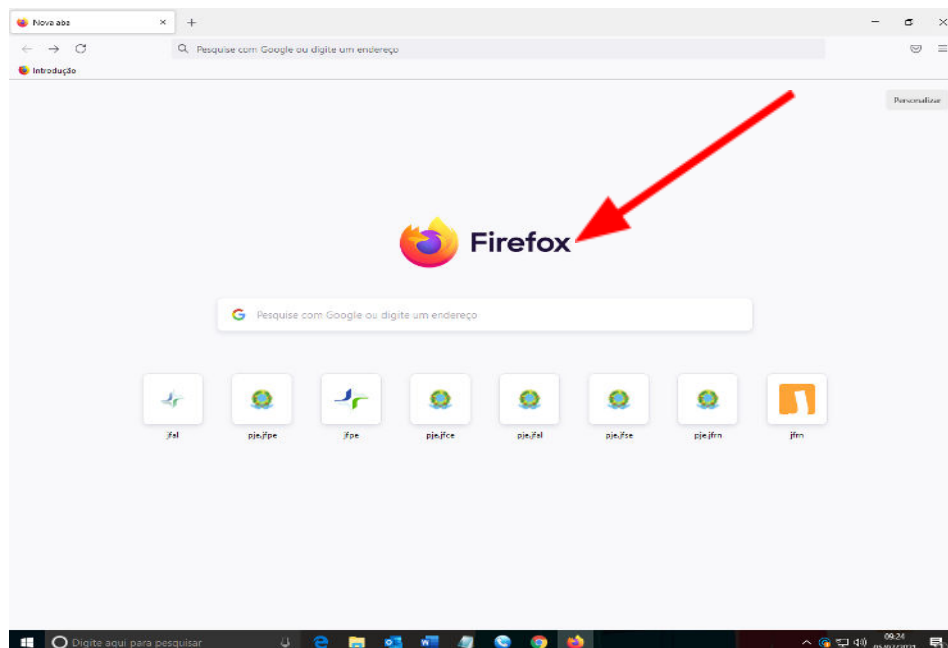 Nova aba
Pesquise com Google ou digite um endereço
Introdução
Personalizar
Firefox
Pesquise com Google ou digite um endereço
jfal pje.jfpe jfpe pje.jfce pje.jfal pje.jfse pje.jfrn jfrn
Digite aqui para pesquisar
09:24